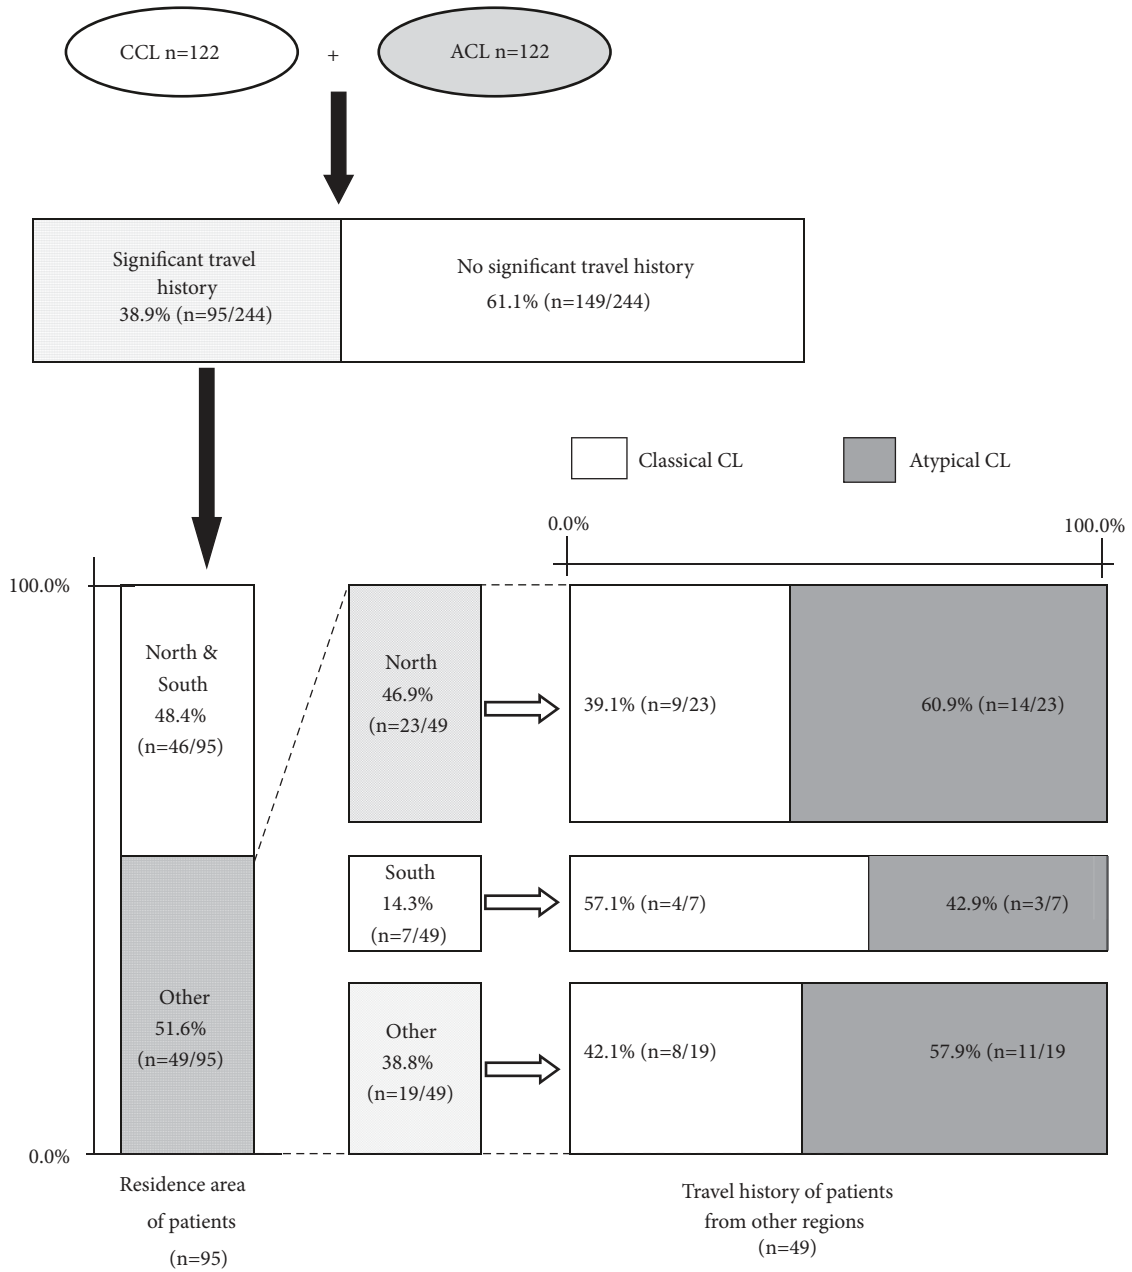 CCL n=122
+
ACL n=122
Significant travel
history
38.9% (n=95/244)
No significant travel history
61.1% (n=149/244)
Classical CL
Atypical CL
0.0%
100.0%
100.0%
North &
South
48.4%
(n=46/95)
Other
51.6%
(n=49/95)
0.0%
Residence area
of patients
(n=95)
North
46.9%
(n=23/49
39.1% (n=9/23)
60.9% (n=14/23)
South
14.3%
(n=7/49)
57.1% (n=4/7)
42.9% (n=3/7)
Other
38.8%
(n=19/49)
42.1% (n=8/19)
57.9% (n=11/19
Travel history of patients
from other regions
(n=49)